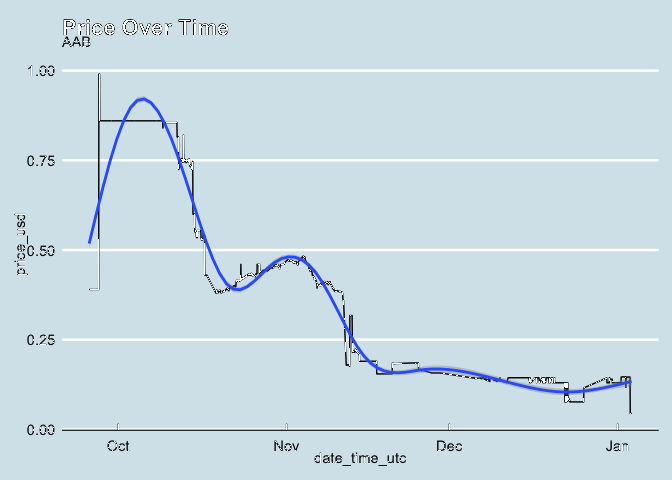 Price Over Time
AAB
1.00
0.75
0.50
0.25
0.00
price_usd
Oct Nov Dec Jan
date_time_utc